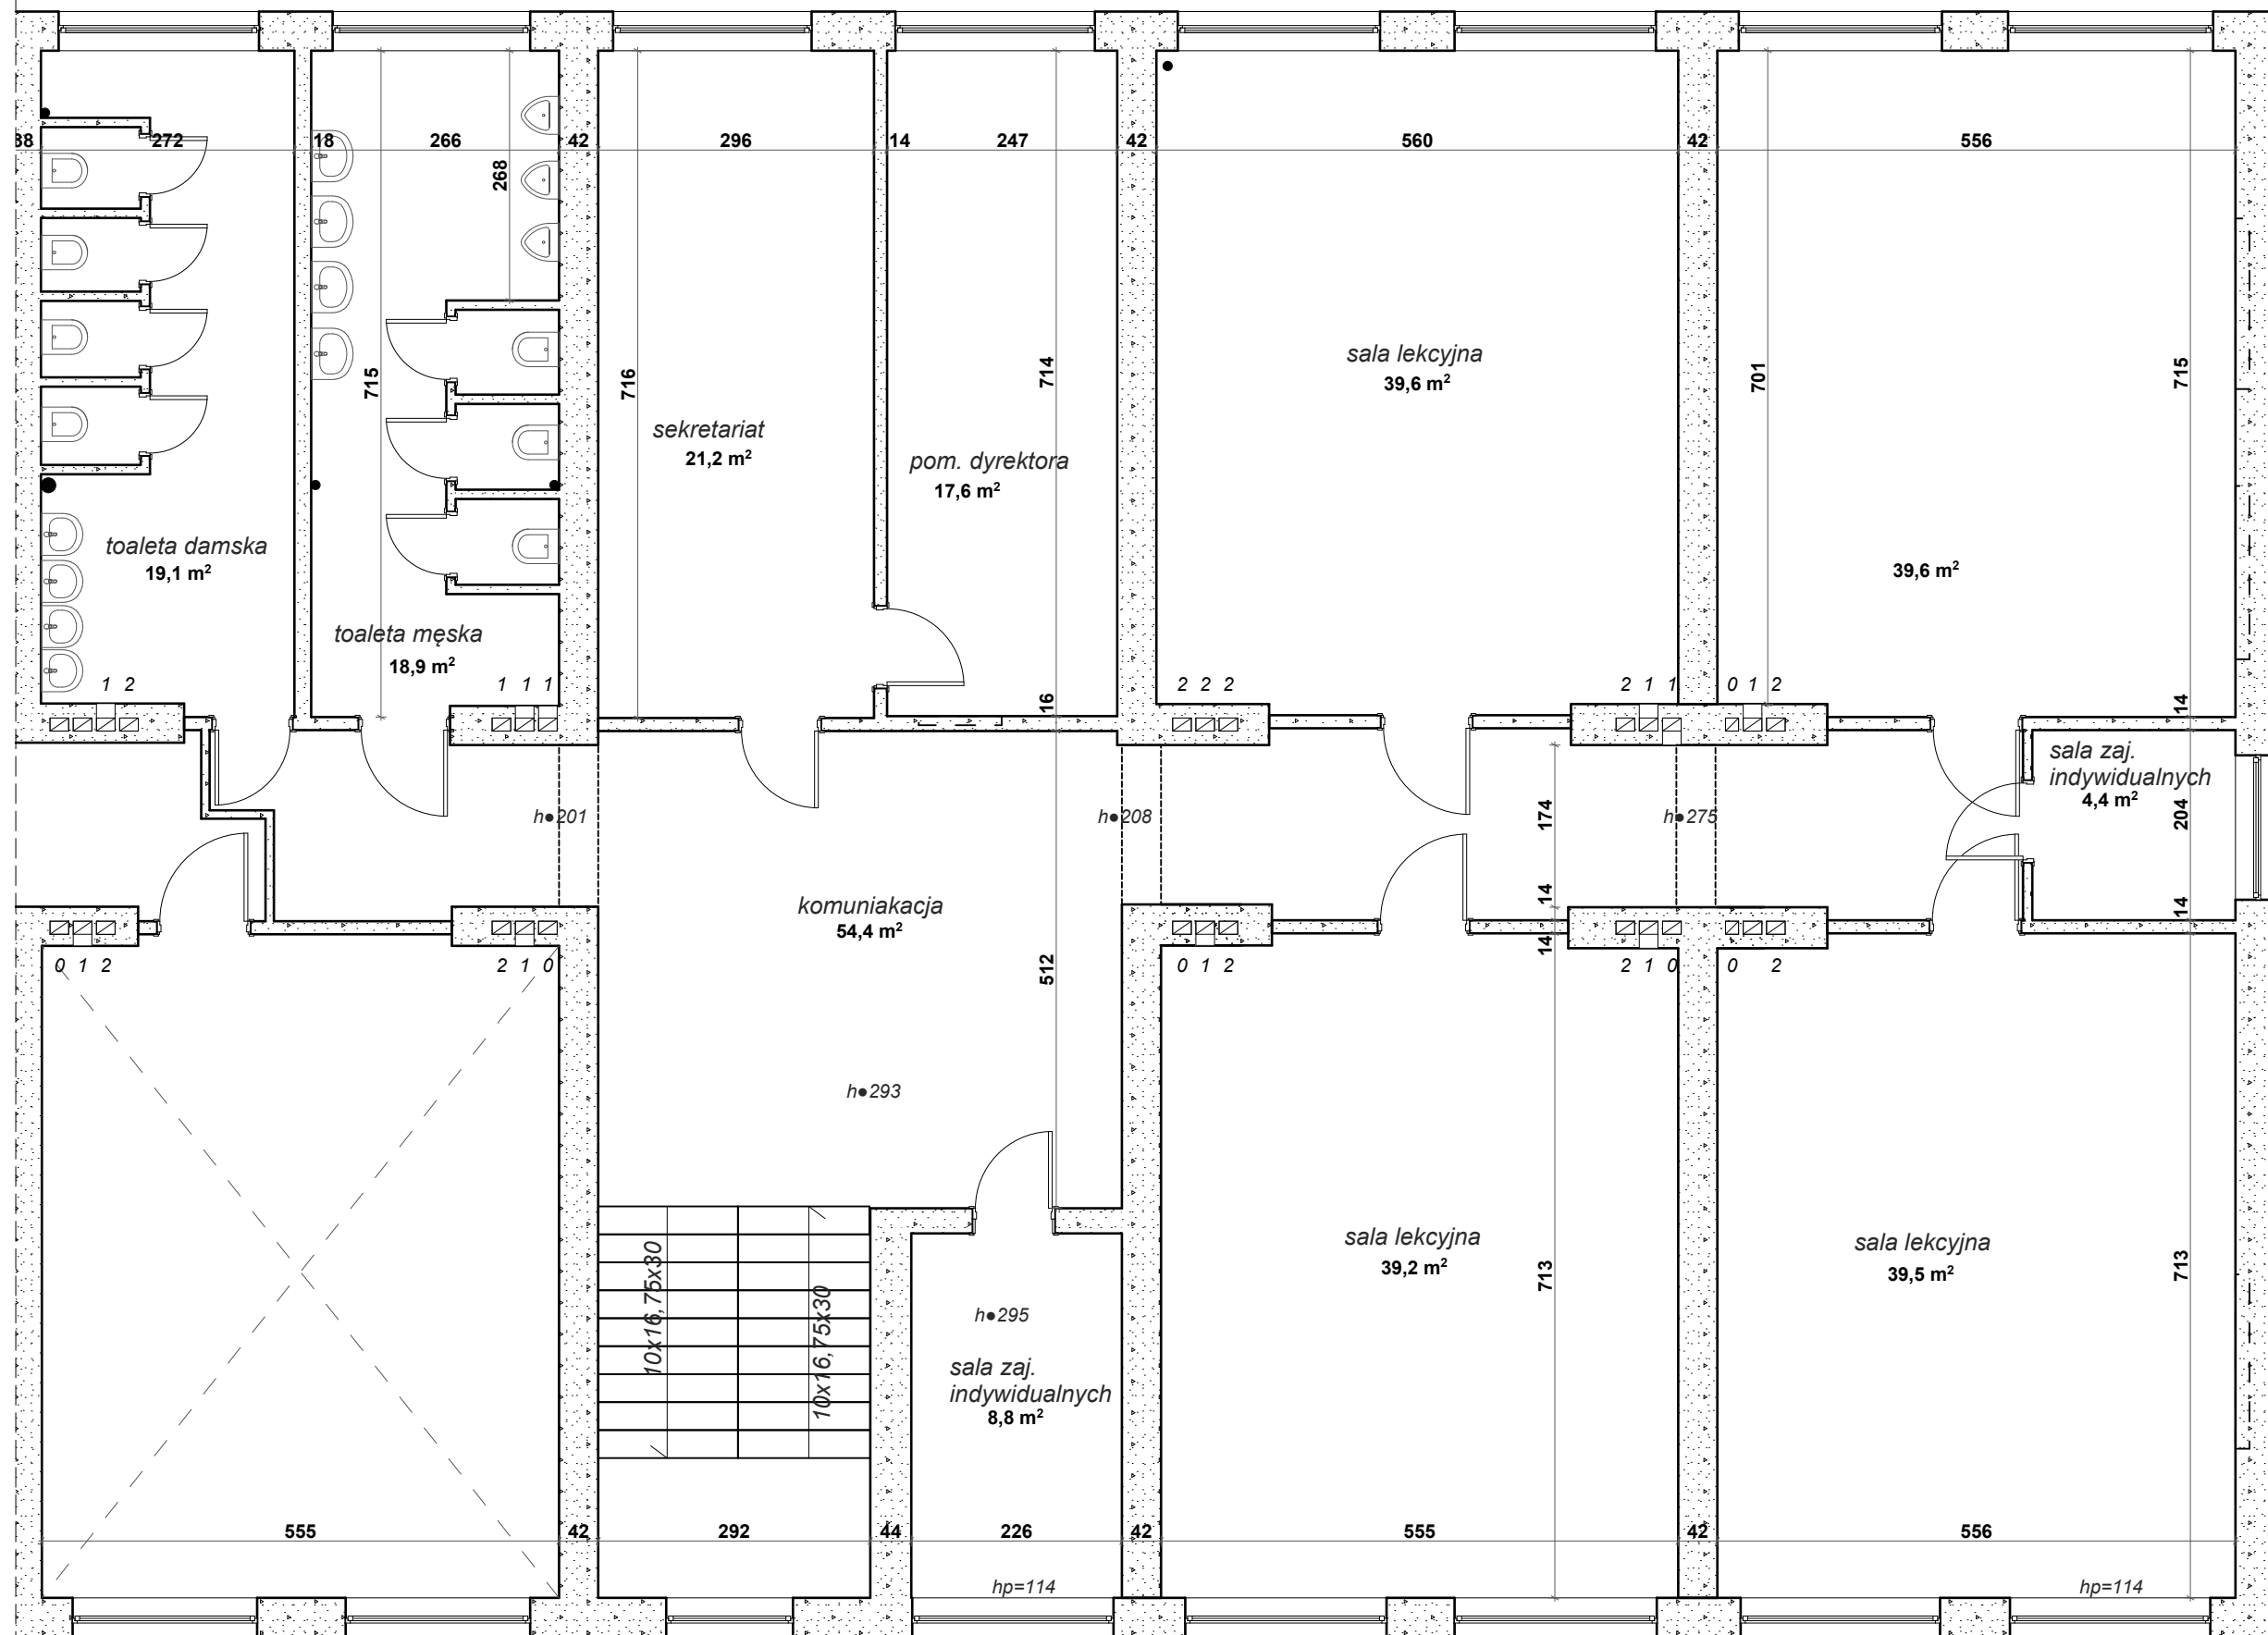 38 272 18 266 42 296 14 247 42 560 42 556
268
715
716
714
701
715
sala lekcyjna
39,6 m²
sekretariat
21,2 m²
pom. dyrektora
17,6 m²
toaleta damska
19,1 m²
39,6 m²
toaleta męska
18,9 m²
1 2
1 1 1
2 2 2
2 1 1
0 1 2
16
14
sala zaj.
indywidualnych
4,4 m²
h●201
h●208
h●275
174
204
14
14
14
komuniakacja
54,4 m²
0 1 2
2 1 0
0 1 2
2 1 0
0 2
512
h●293
sala lekcyjna
39,2 m²
sala lekcyjna
39,5 m²
713
713
10x16,75x30
10x16,75x30
h●295
sala zaj.
indywidualnych
8,8 m²
555 42 292 44 226 42 555 42 556
hp=114
hp=114